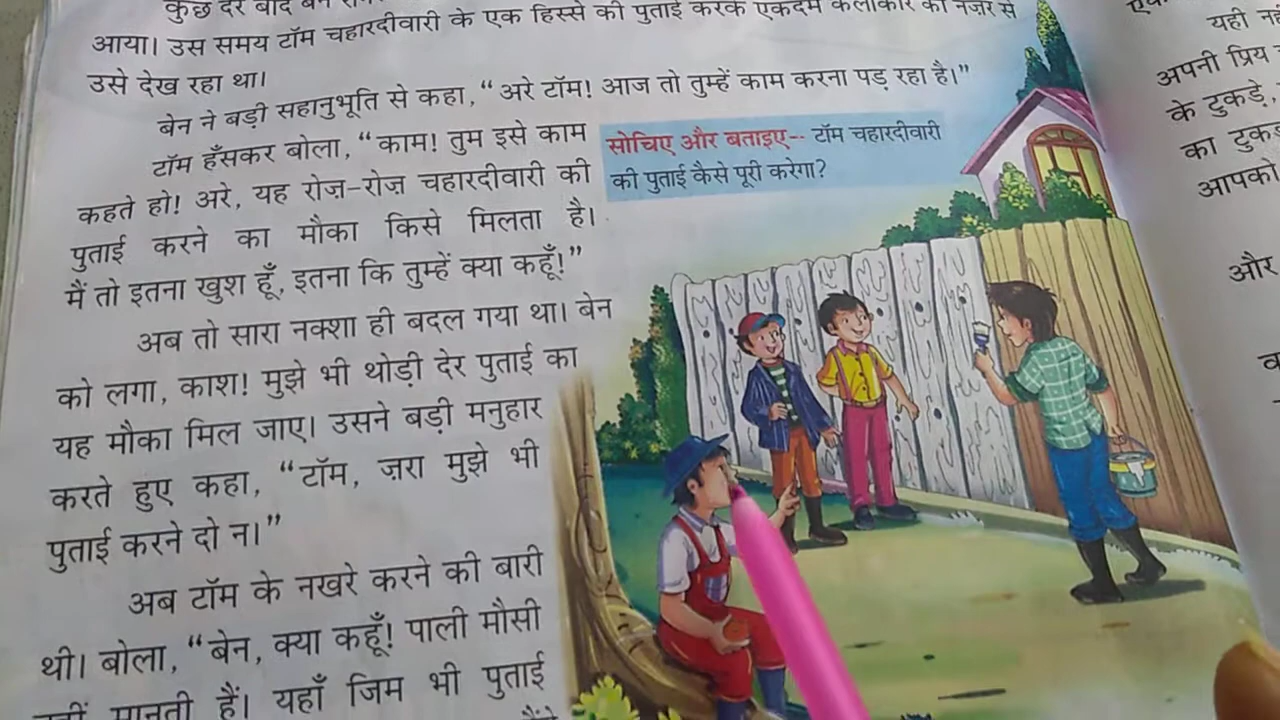 कुछ देर बाद बेन
आया। उस समय टॉम चहारदीवारी के एक हिस्से की पुताई करके एकदम कलाकार की नज़र से
उसे देख रहा था।
बेन ने बड़ी सहानुभूति से कहा, “अरे टॉम! आज तो तुम्हें काम करना पड़ रहा है।”
टॉम हँसकर बोला, “काम! तुम इसे काम
कहते हो! अरे, यह रोज़-रोज़ चहारदीवारी की
पुताई करने का मौका किसे मिलता है।
मैं तो इतना खुश हूँ, इतना कि तुम्हें क्या कहूँ!”
अब तो सारा नक्शा ही बदल गया था। बेन
को लगा, काश! मुझे भी थोड़ी देर पुताई का
यह मौका मिल जाए। उसने बड़ी मनुहार
करते हुए कहा, “टॉम, ज़रा मुझे भी
पुताई करने दो न।”
अब टॉम के नखरे करने की बारी
थी। बोला, “बेन, क्या कहूँ! पाली मौसी
मानती हैं। यहाँ जिम भी पुताई
सोचिए और बताइए-- टॉम चहारदीवारी
की पुताई कैसे पूरी करेगा?
यही
अपनी प्रिय
के टुकड़े,
का
आपको
और